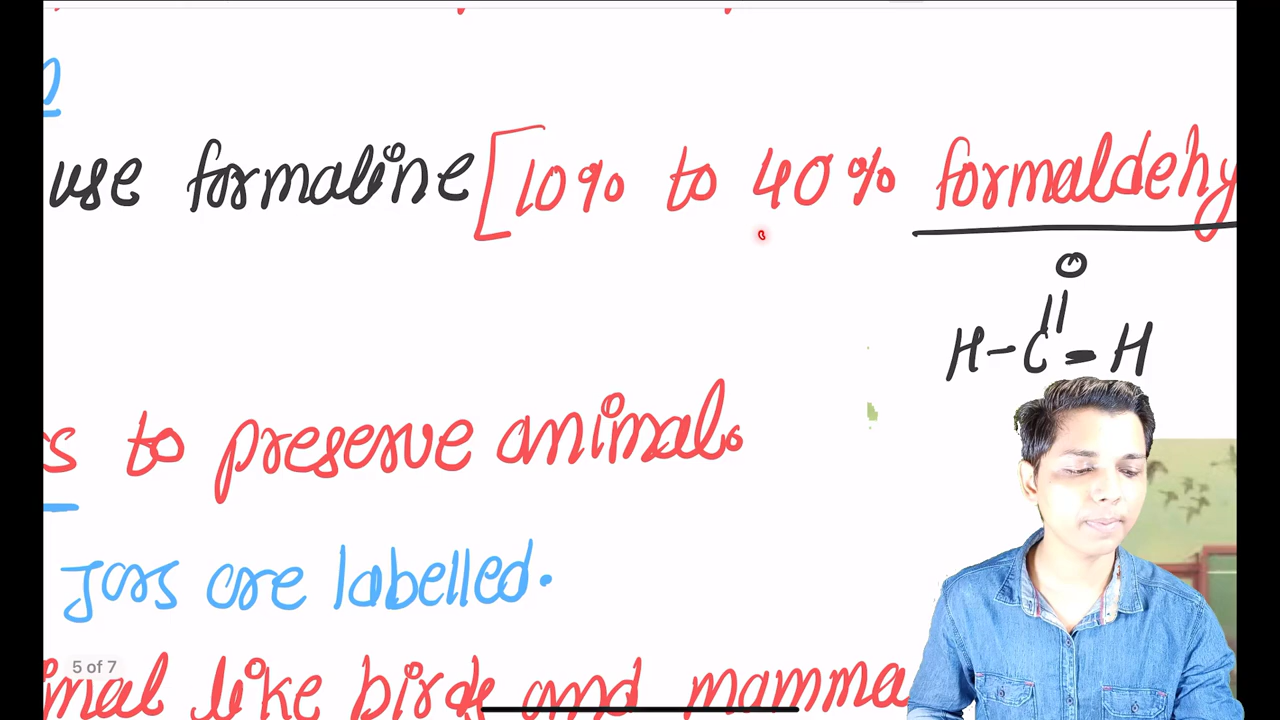 use formaline [10% to 40% formaldehy
O
H-C-H
s to preserve animals
Jars are labelled.
5 of 7
imal like birds and mamma